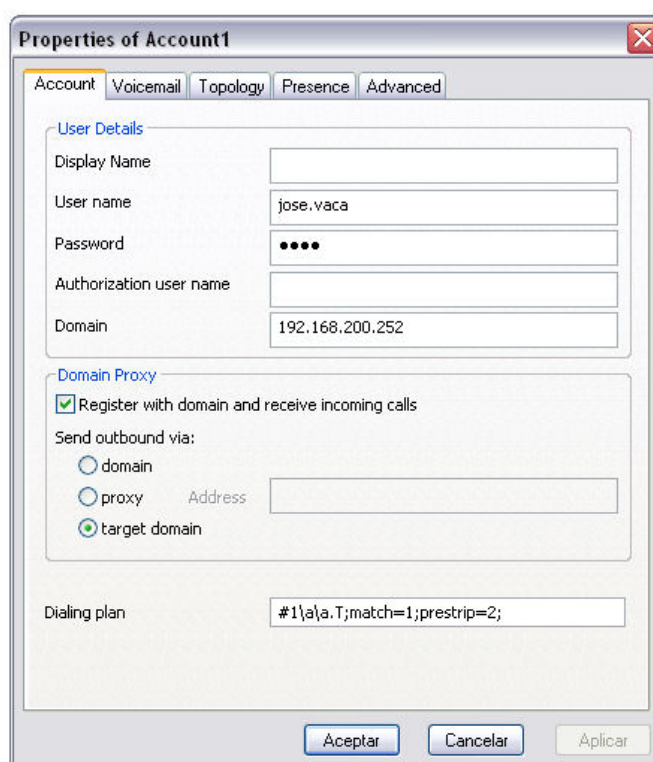 Properties of Account1
Account Voicemail Topology Presence Advanced
User Details
Display Name
User name jose.vaca
Password ●●●●
Authorization user name
Domain 192.168.200.252
Domain Proxy
Register with domain and receive incoming calls
Send outbound via:
domain
proxy Address
target domain
Dialing plan #1\a\a.T;match=1;prestrip=2;
Aceptar Cancelar Aplicar